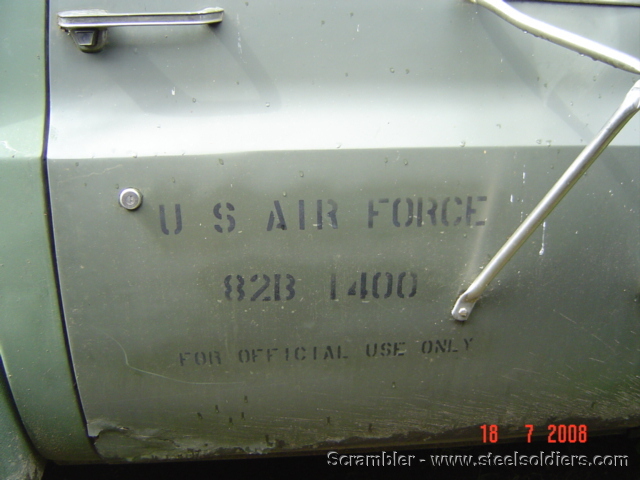 U S AIR FORCE
82B 1400
FOR OFFICIAL USE ONLY
18 7 2008
Scrambler - www.steelsoldiers.com